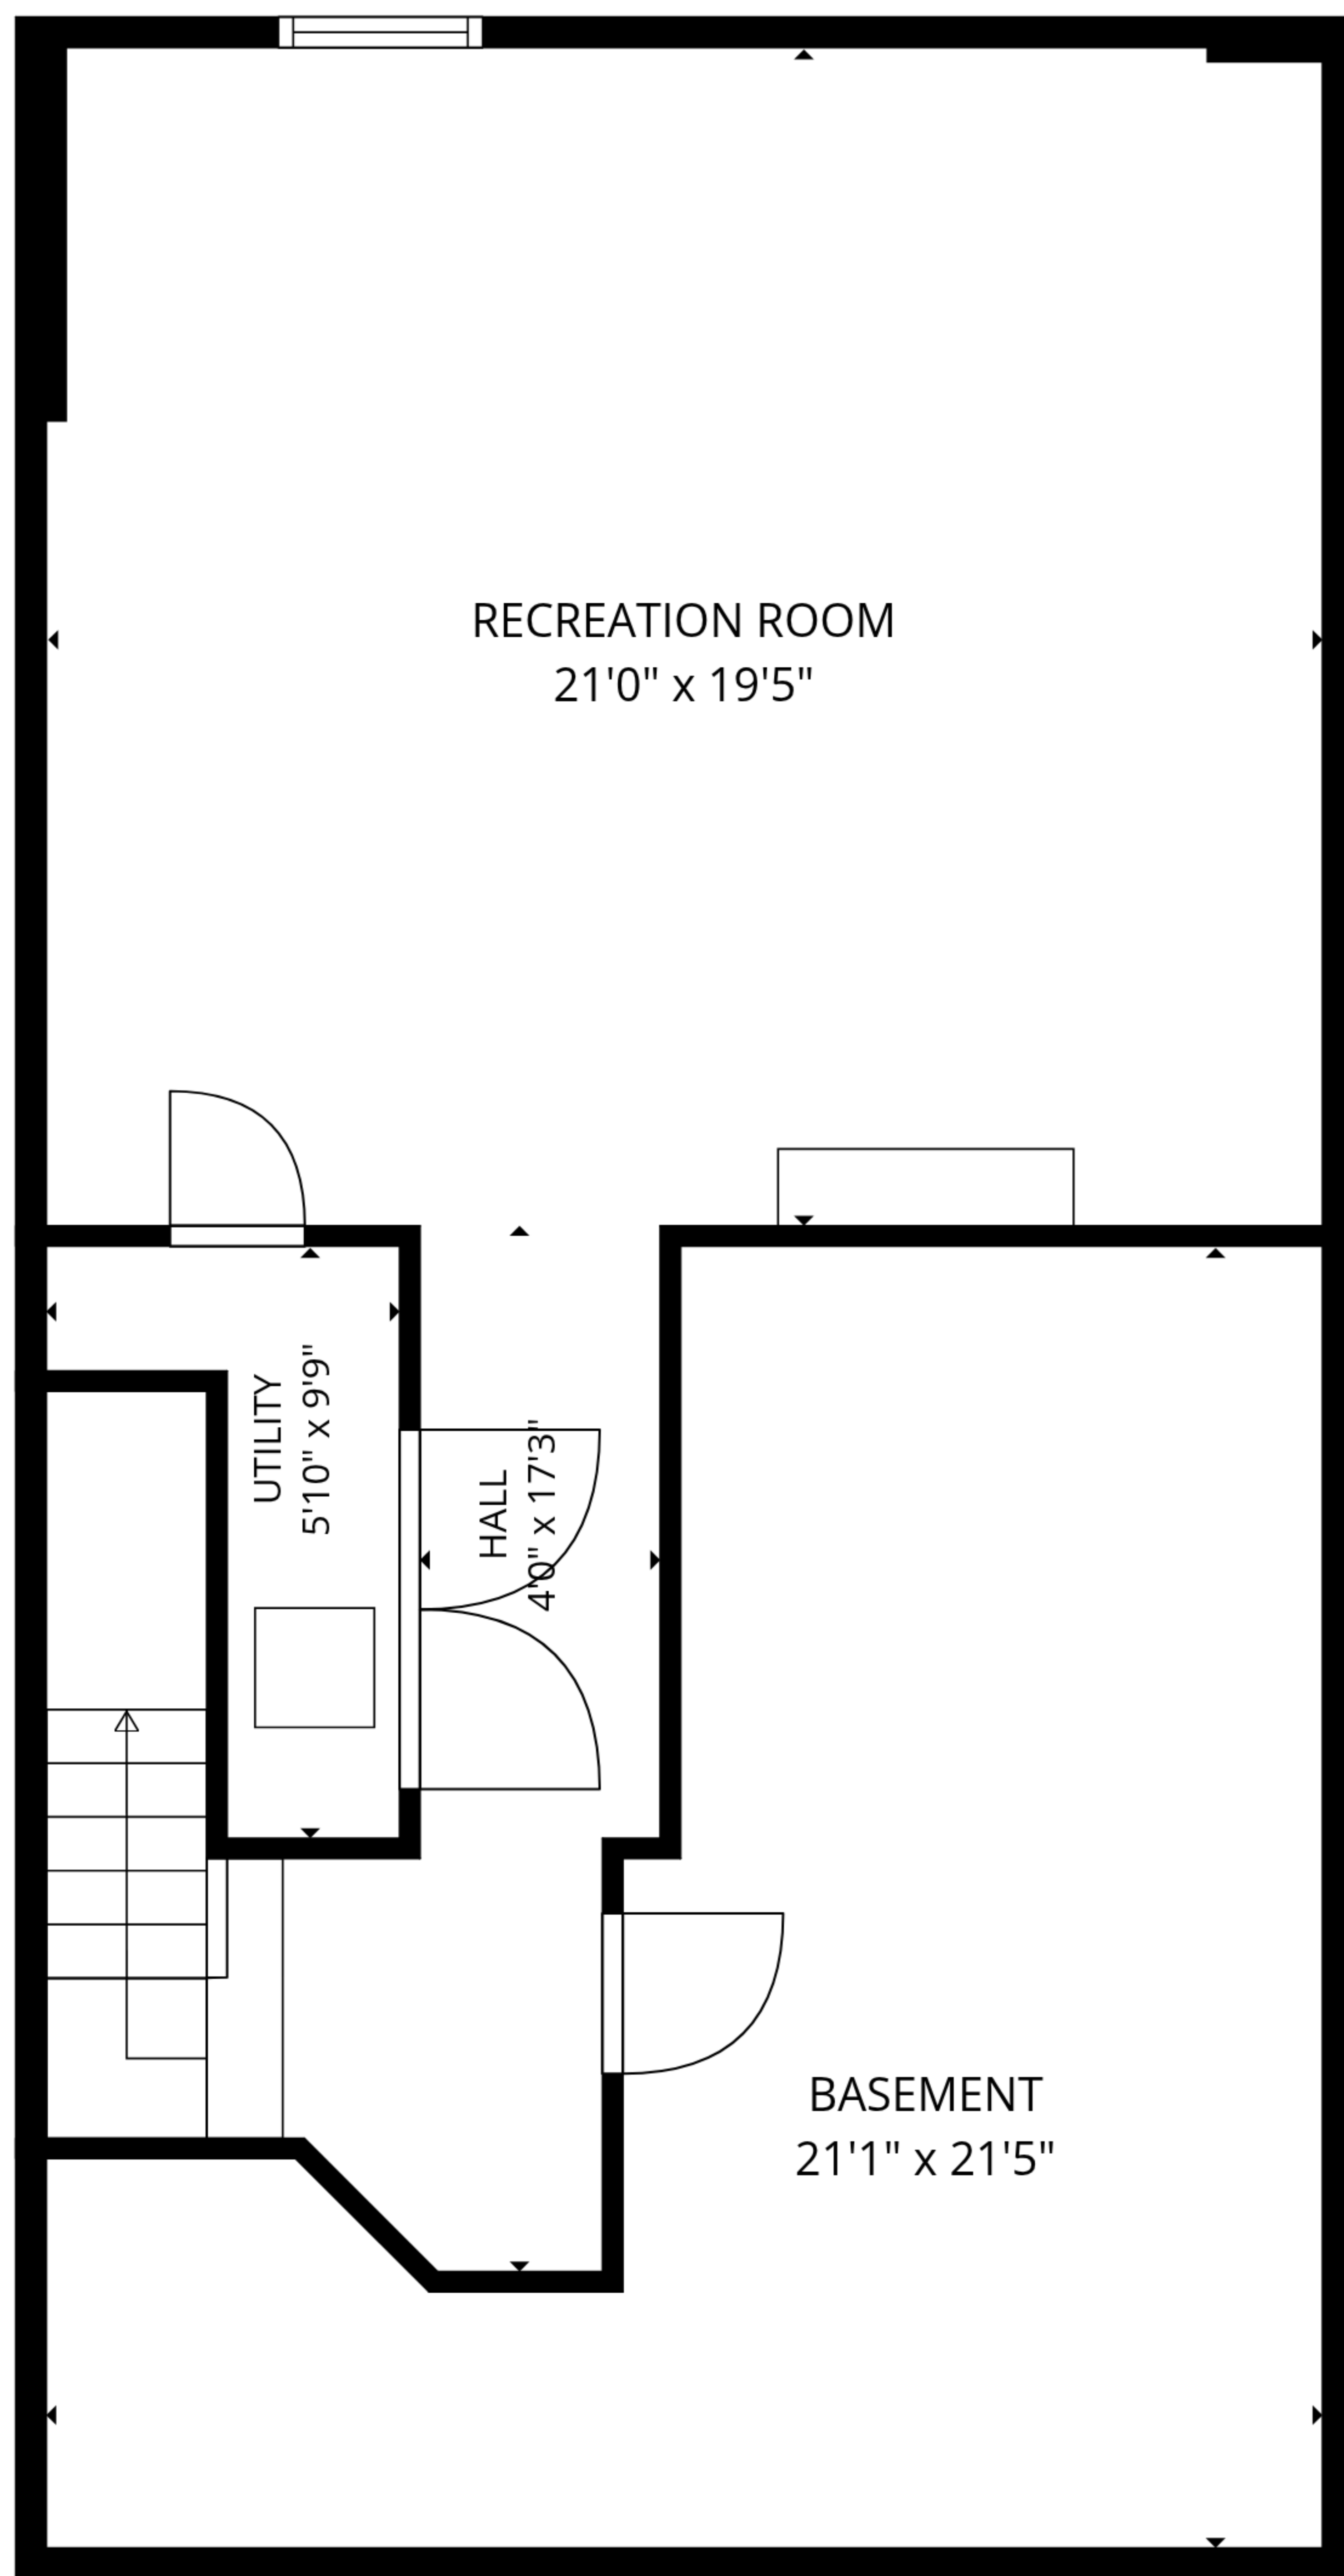 RECREATION ROOM
21'0" x 19'5"
UTILITY
5'10" x 9'9"
HALL
4'0" x 17'3"
BASEMENT
21'1" x 21'5"